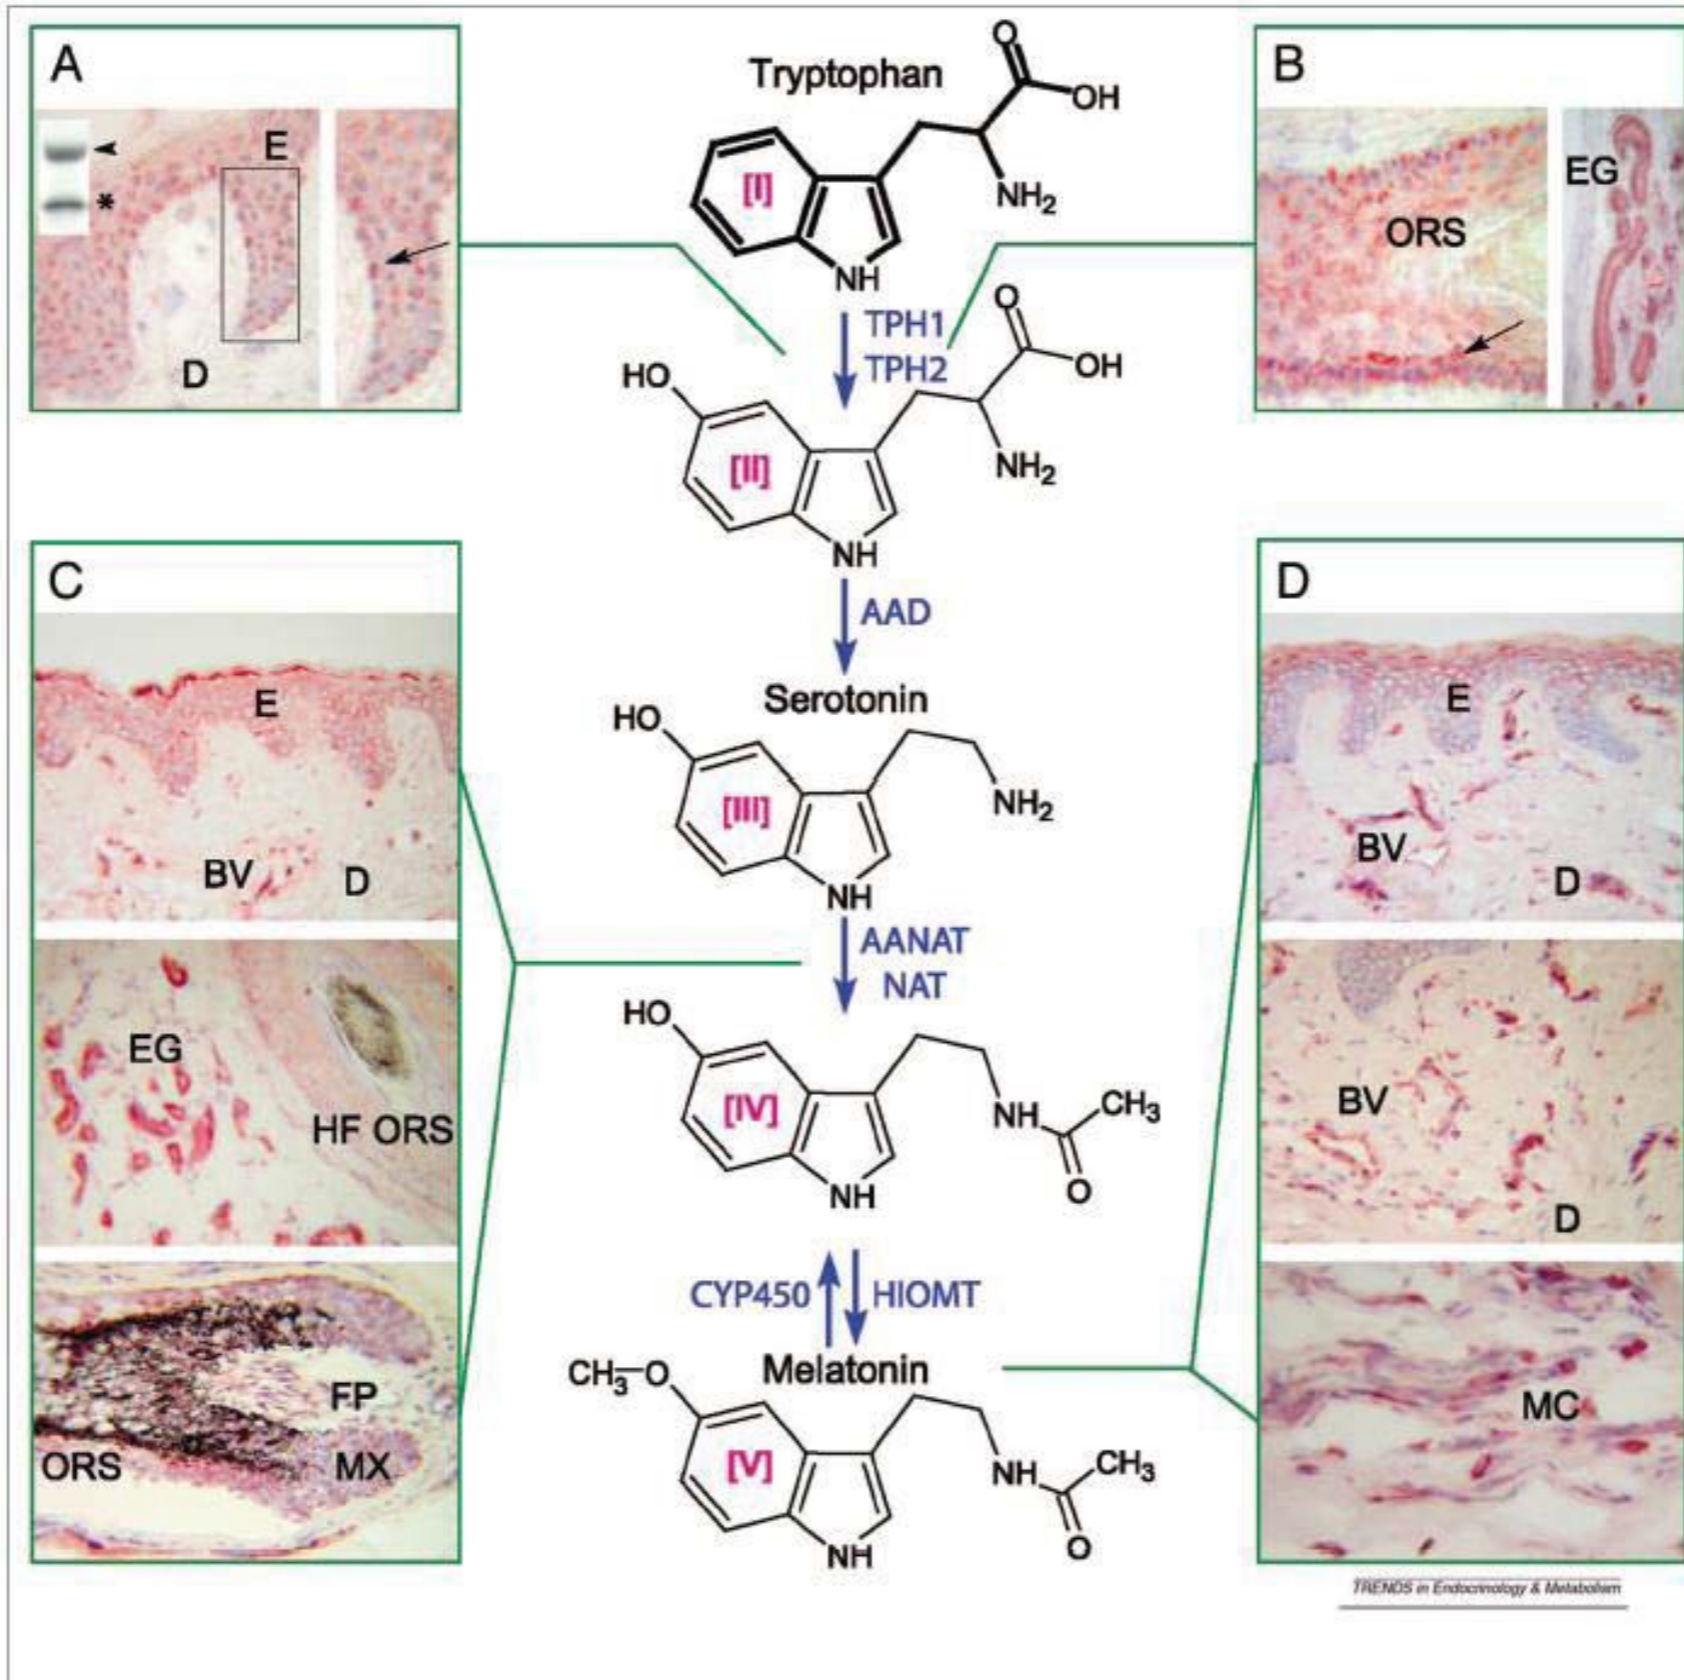 A
E
*
D
Tryptophan
O
OH
NH2
[I]
NH
B
EG
ORS
TPH1
TPH2
HO
O
OH
NH2
[II]
NH
AAD
C
E
BV
D
EG
HF ORS
FP
ORS
MX
Serotonin
HO
NH2
[III]
NH
AANAT
NAT
HO
[IV]
NH
CH3
O
NH
CYP450
HIOMT
Melatonin
CH3
O
[V]
NH
CH3
O
NH
D
E
BV
D
BV
D
MC
TRENDS in Endocrinology & Metabolism